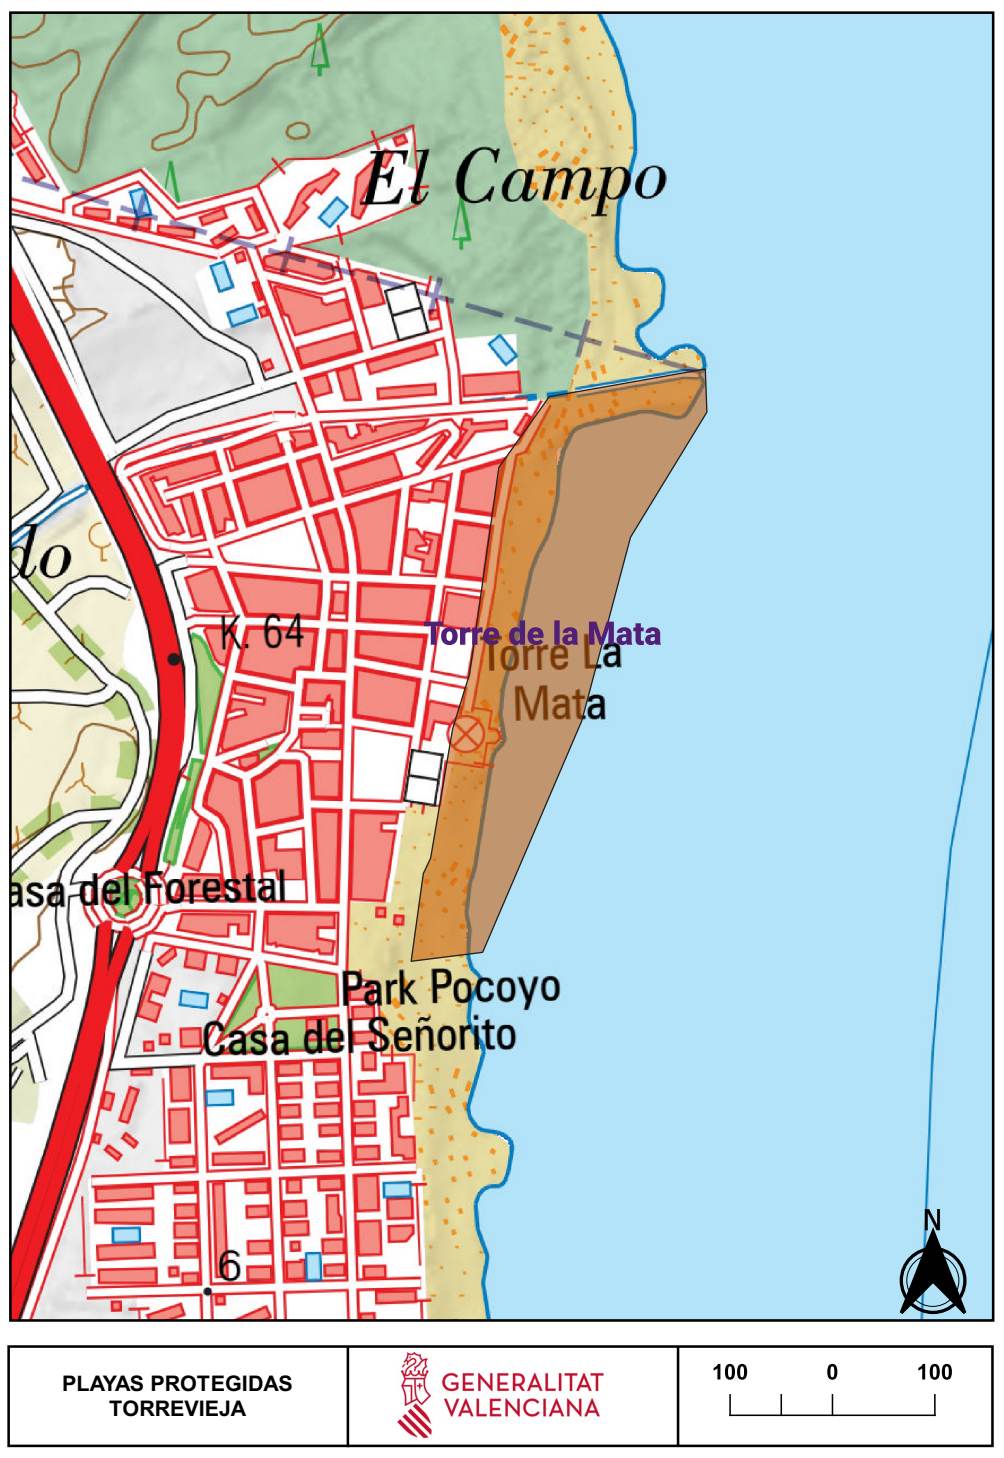 El Campo
do
K. 64
Torre de la Mata
Torre La
Mata
asa del Forestal
Park Pocoyo
Casa del Señorito
6
N
PLAYAS PROTEGIDAS
TORREVIEJA
GENERALITAT
VALENCIANA
100 0 100